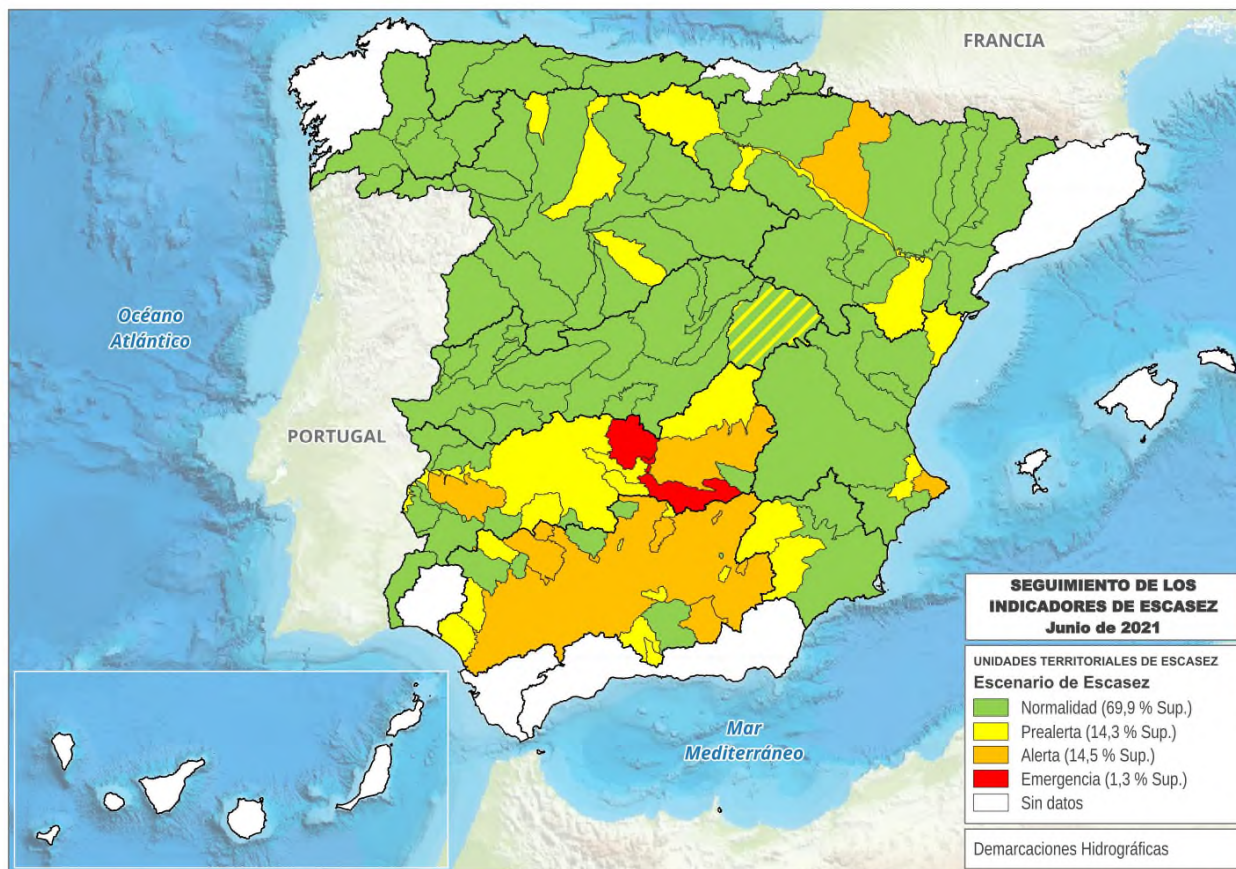 FRANCIA
Océano
Atlántico
PORTUGAL
Mar
Mediterráneo
SEGUIMIENTO DE LOS
INDICADORES DE ESCASEZ
Junio de 2021
UNIDADES TERRITORIALES DE ESCASEZ
Escenario de Escasez
Normalidad (69,9 % Sup.)
Prealerta (14,3 % Sup.)
Alerta (14,5 % Sup.)
Emergencia (1,3 % Sup.)
Sin datos
Demarcaciones Hidrográficas